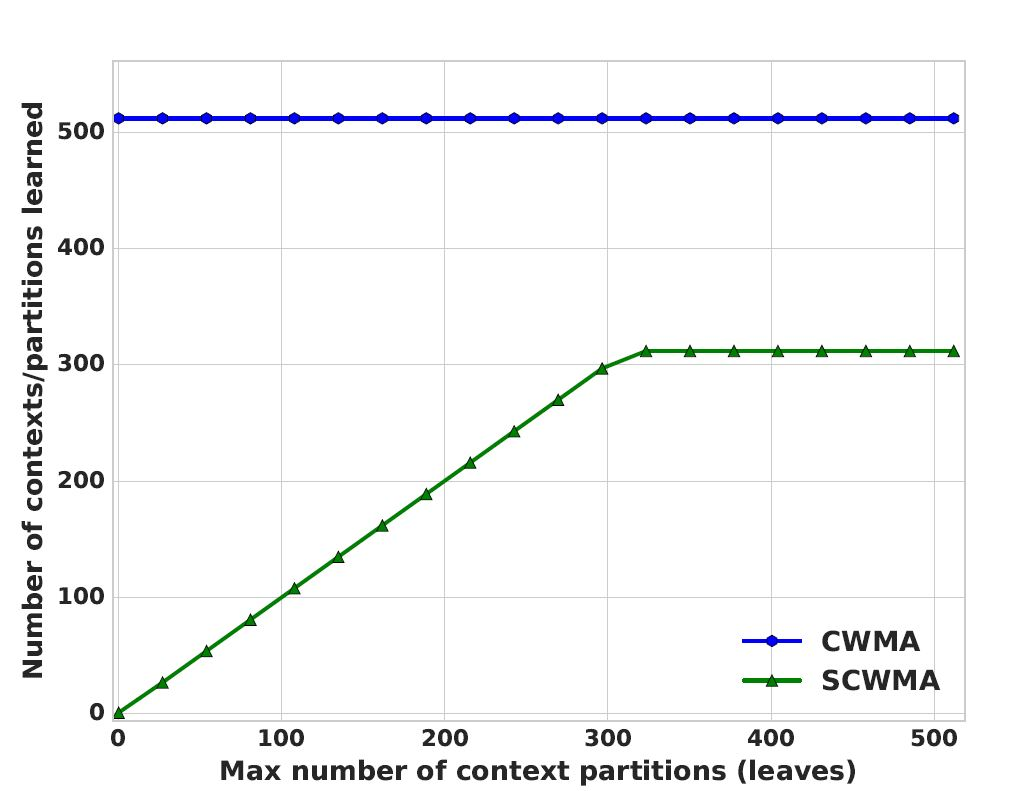 Number of contexts/partitions learned
500
400
300
200
100
0
0 100 200 300 400 500
Max number of context partitions (leaves)
CWMA
SCWMA